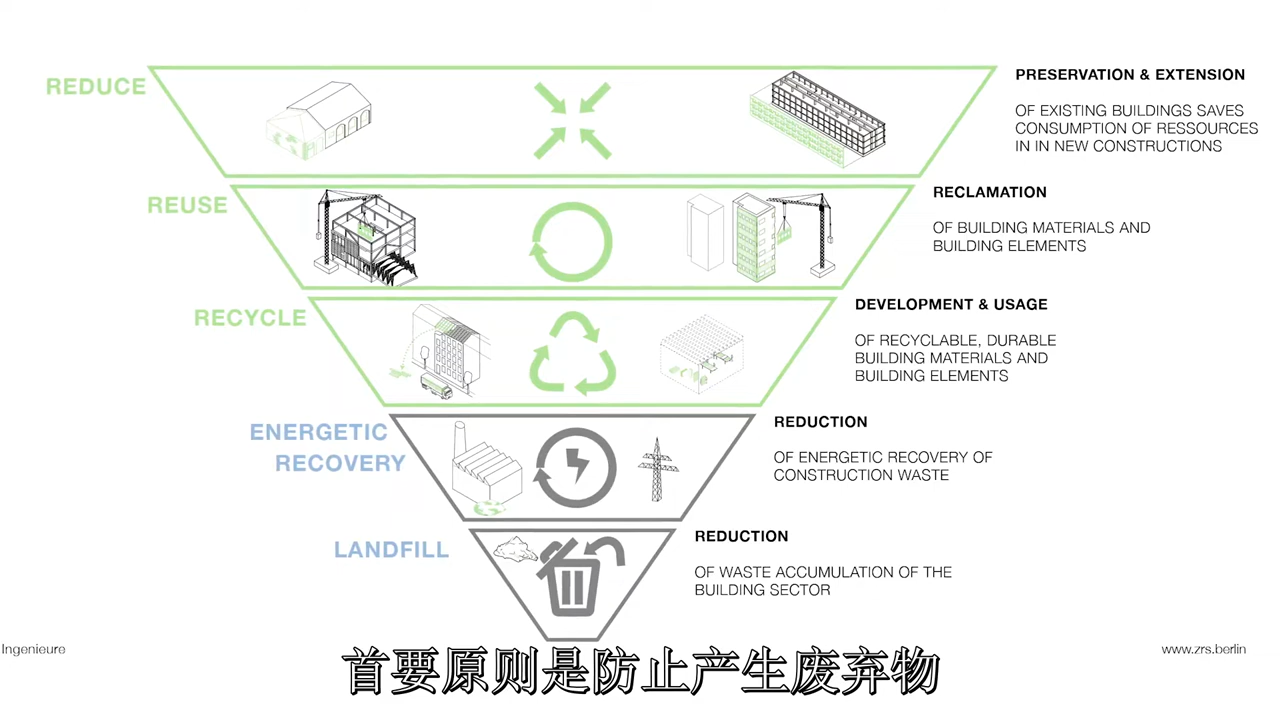 REDUCE
PRESERVATION & EXTENSION
OF EXISTING BUILDINGS SAVES
CONSUMPTION OF RESSOURCES
IN IN NEW CONSTRUCTIONS
REUSE
RECLAMATION
OF BUILDING MATERIALS AND
BUILDING ELEMENTS
RECYCLE
DEVELOPMENT & USAGE
OF RECYCLABLE, DURABLE
BUILDING MATERIALS AND
BUILDING ELEMENTS
ENERGETIC
RECOVERY
REDUCTION
OF ENERGETIC RECOVERY OF
CONSTRUCTION WASTE
LANDFILL
REDUCTION
OF WASTE ACCUMULATION OF THE
BUILDING SECTOR
Ingenieure
www.zrs.berlin
首要原则是防止产生废弃物